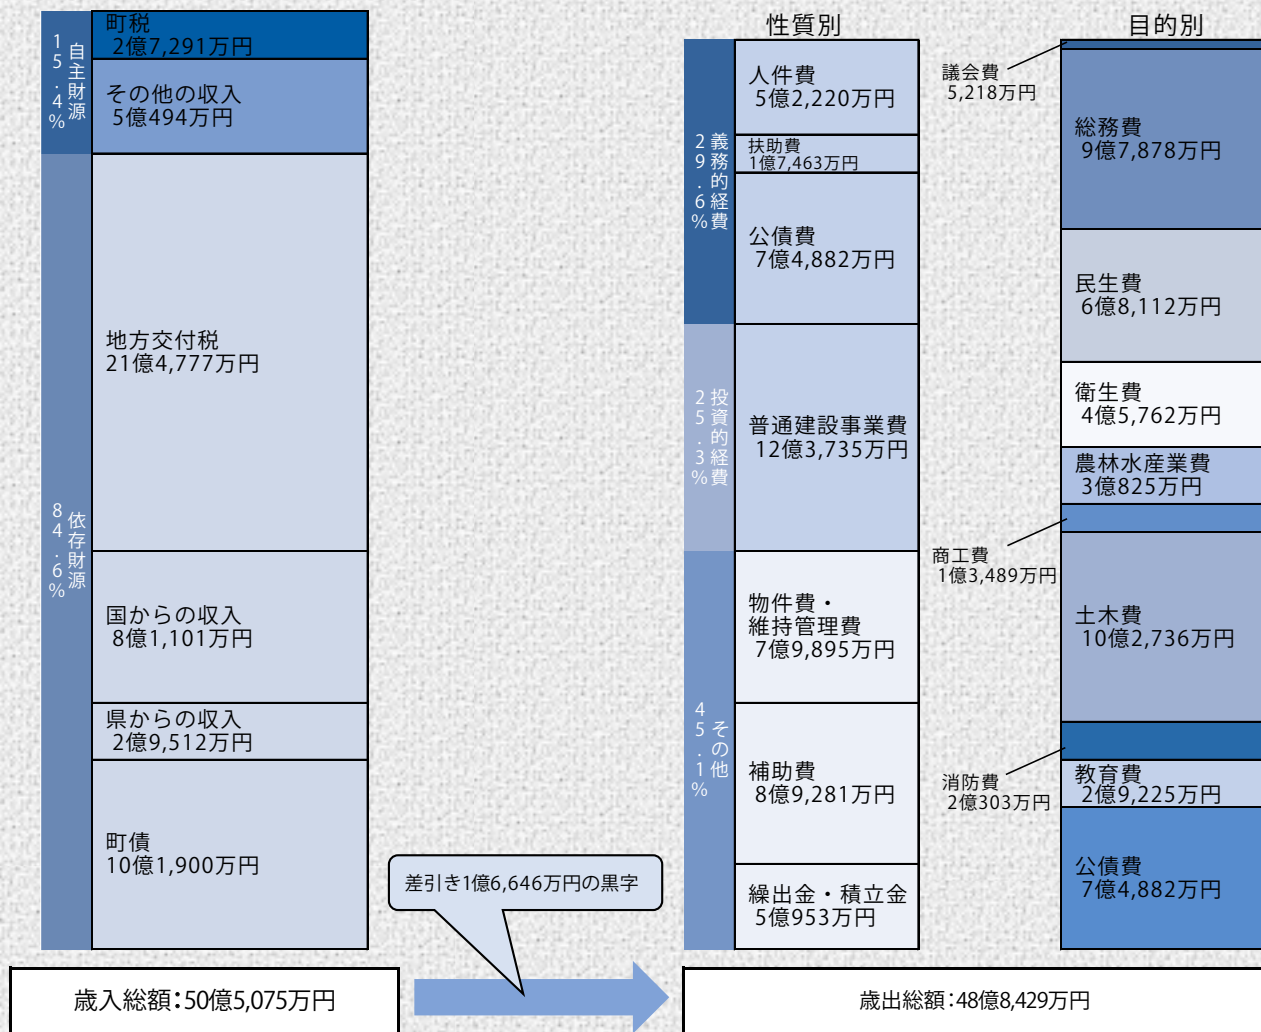 自主財源
15.4%
町税
2億7,291万円
その他の収入
5億494万円
依存財源
84.6%
地方交付税
21億4,777万円
国からの収入
8億1,101万円
県からの収入
2億9,512万円
町債
10億1,900万円
歳入総額:50億5,075万円
差引き1億6,646万円の黒字
性質別
義務的経費
29.6%
人件費
5億2,220万円
扶助費
1億7,463万円
公債費
7億4,882万円
投資的経費
25.3%
普通建設事業費
12億3,735万円
その他
45.1%
物件費・
維持管理費
7億9,895万円
補助費
8億9,281万円
繰出金・積立金
5億953万円
目的別
議会費
5,218万円
総務費
9億7,878万円
民生費
6億8,112万円
衛生費
4億5,762万円
農林水産業費
3億825万円
商工費
1億3,489万円
土木費
10億2,736万円
消防費
2億303万円
教育費
2億9,225万円
公債費
7億4,882万円
歳出総額:48億8,429万円